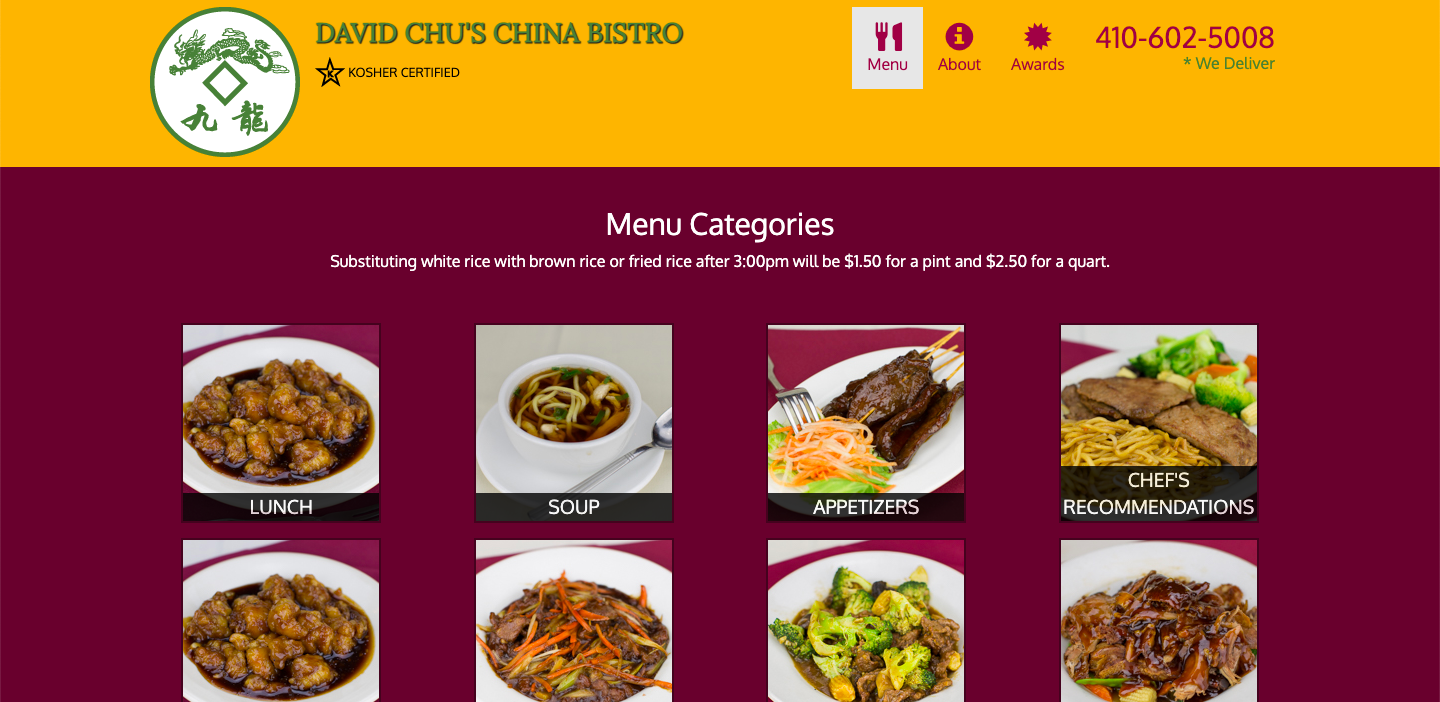 DAVID CHU'S CHINA BISTRO
K KOSHER CERTIFIED
九龍
Menu
About
Awards
410-602-5008
* We Deliver
Menu Categories
Substituting white rice with brown rice or fried rice after 3:00pm will be $1.50 for a pint and $2.50 for a quart.
LUNCH
SOUP
APPETIZERS
CHEF'S
RECOMMENDATIONS